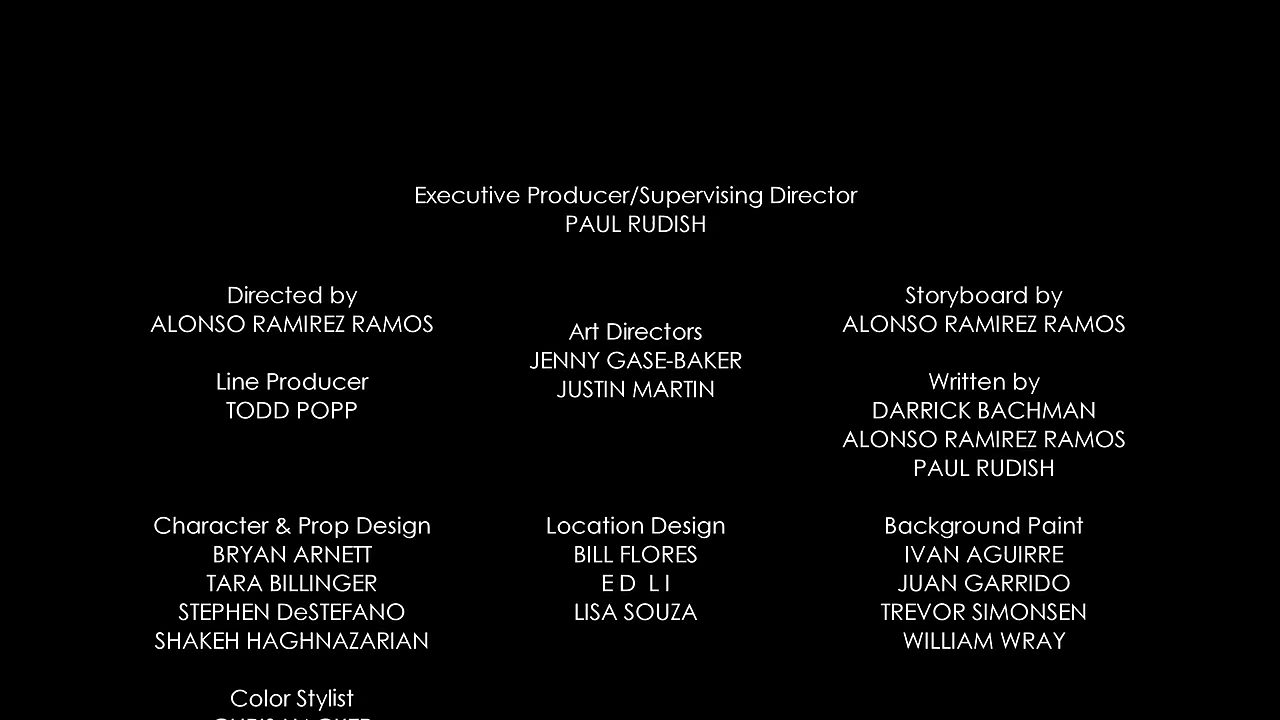 Executive Producer/Supervising Director
PAUL RUDISH
Directed by
ALONSO RAMIREZ RAMOS
Line Producer
TODD POPP
Art Directors
JENNY GASE-BAKER
JUSTIN MARTIN
Storyboard by
ALONSO RAMIREZ RAMOS
Written by
DARRICK BACHMAN
ALONSO RAMIREZ RAMOS
PAUL RUDISH
Character & Prop Design
BRYAN ARNETT
TARA BILLINGER
STEPHEN DeSTEFANO
SHAKEH HAGHNAZARIAN
Location Design
BILL FLORES
E D L I
LISA SOUZA
Background Paint
IVAN AGUIRRE
JUAN GARRIDO
TREVOR SIMONSEN
WILLIAM WRAY
Color Stylist